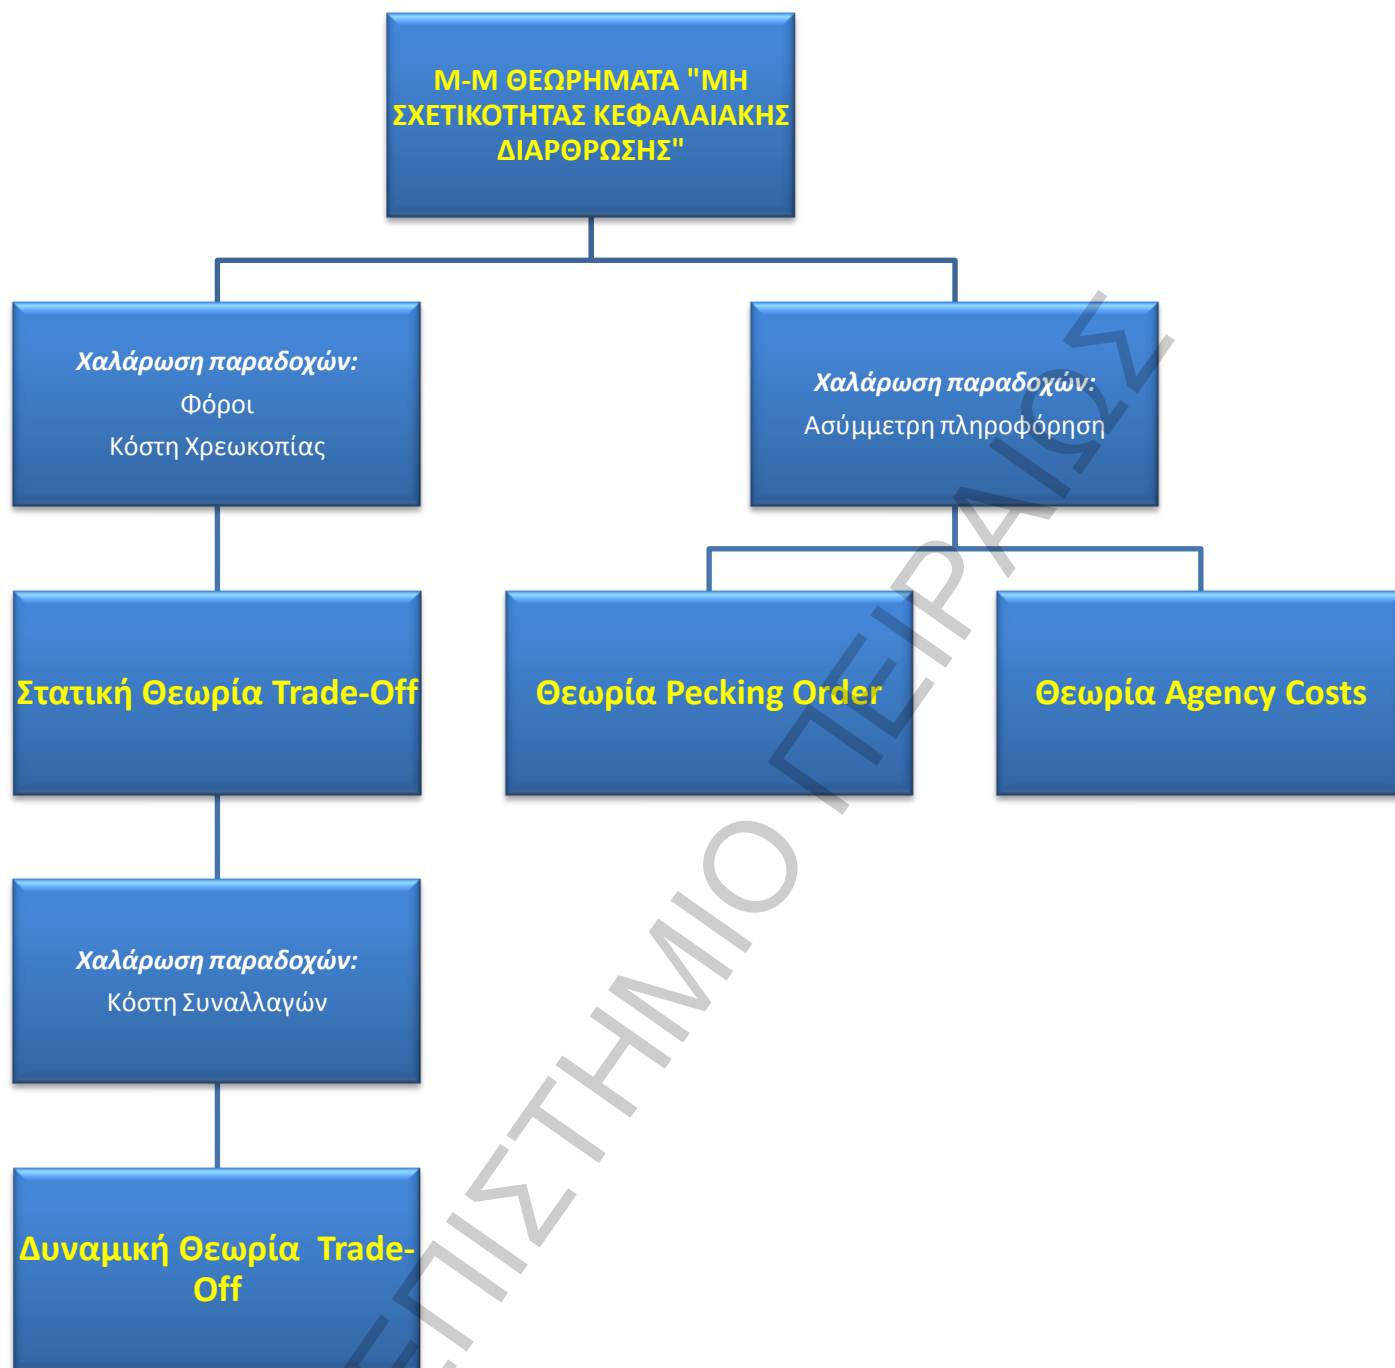 Μ-Μ ΘΕΩΡΗΜΑΤΑ "ΜΗ
ΣΧΕΤΙΚΟΤΗΤΑΣ ΚΕΦΑΛΑΙΑΚΗΣ
ΔΙΑΡΘΡΩΣΗΣ"
Χαλάρωση παραδοχών:
Φόροι
Κόστη Χρεωκοπίας
Χαλάρωση παραδοχών:
Ασύμμετρη πληροφόρηση
Στατική Θεωρία Trade-Off
Θεωρία Pecking Order
Θεωρία Agency Costs
Χαλάρωση παραδοχών:
Κόστη Συναλλαγών
Δυναμική Θεωρία Trade-
Off
ΠΕΙΡΑΙΩΣ